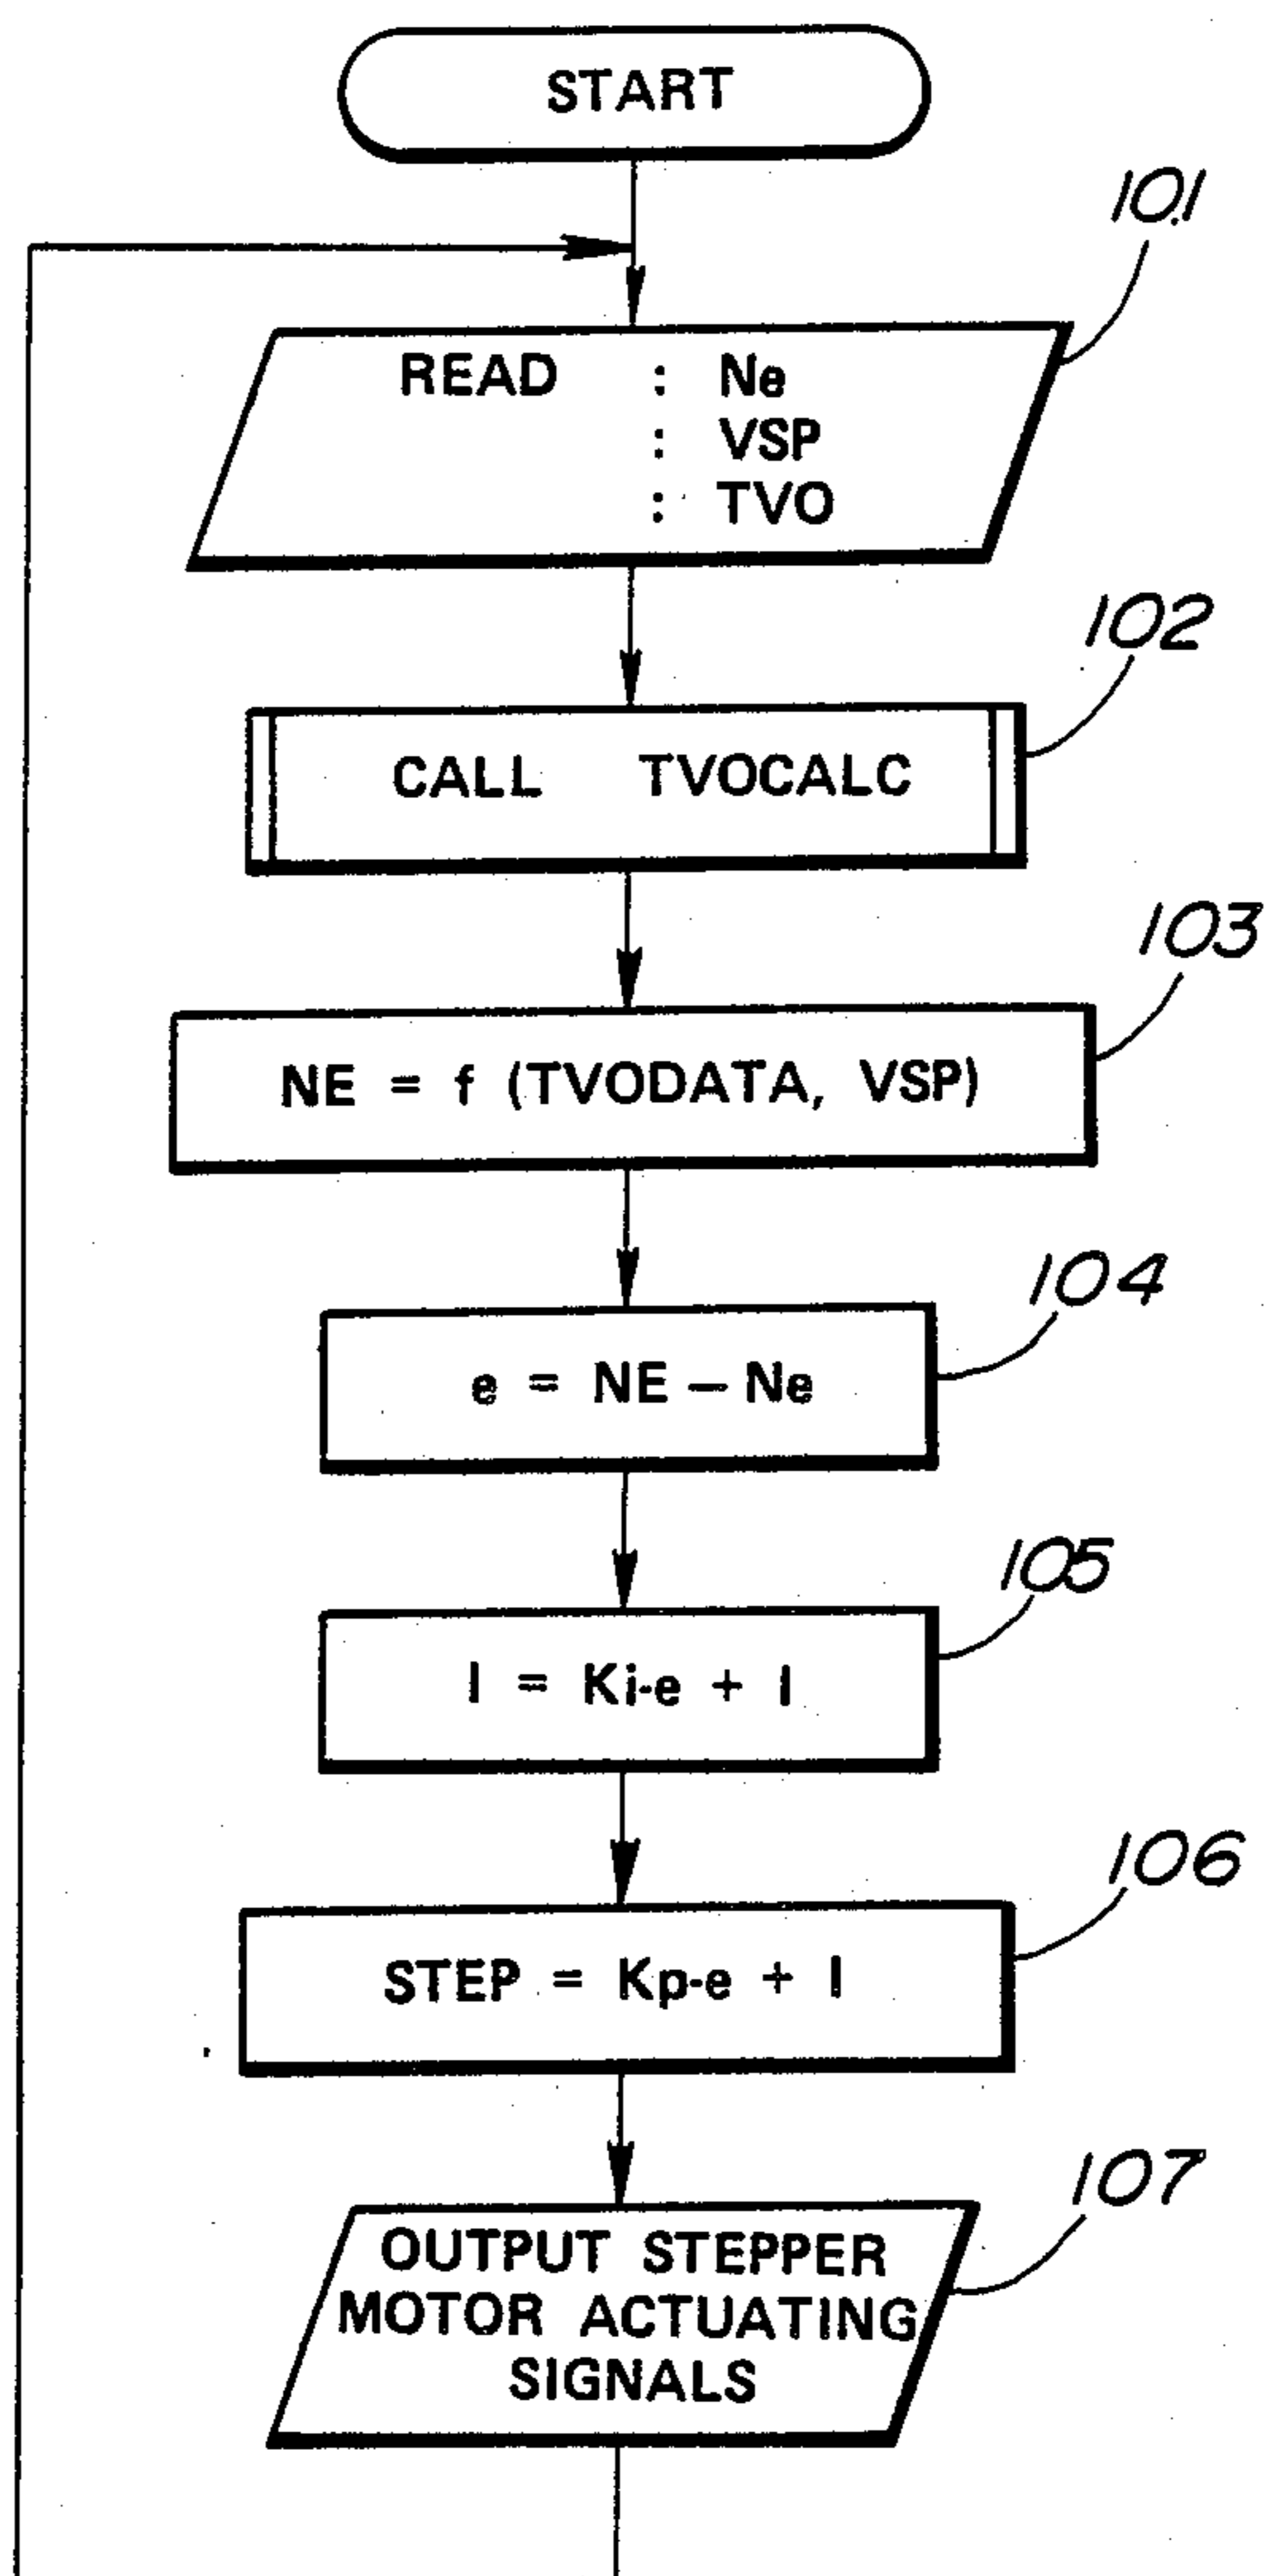 START
101
READ : Ne
: VSP
: TVO
102
CALL TVOCALC
103
NE = f (TVODATA, VSP)
104
e = NE – Ne
105
I = Ki·e + I
106
STEP = Kp·e + I
107
OUTPUT STEPPER
MOTOR ACTUATING
SIGNALS